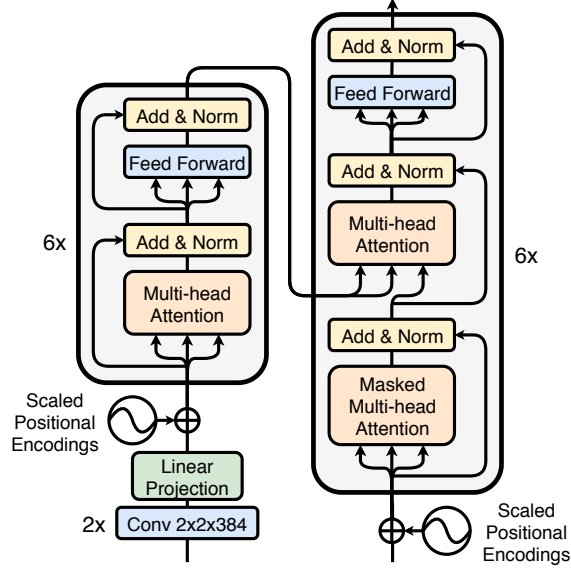 Add & Norm
Feed Forward
Add & Norm
Multi-head
Attention
6x
Scaled
Positional
Encodings
Linear
Projection
2x
Conv 2x2x384
Add & Norm
Feed Forward
Add & Norm
Multi-head
Attention
6x
Add & Norm
Masked
Multi-head
Attention
Scaled
Positional
Encodings